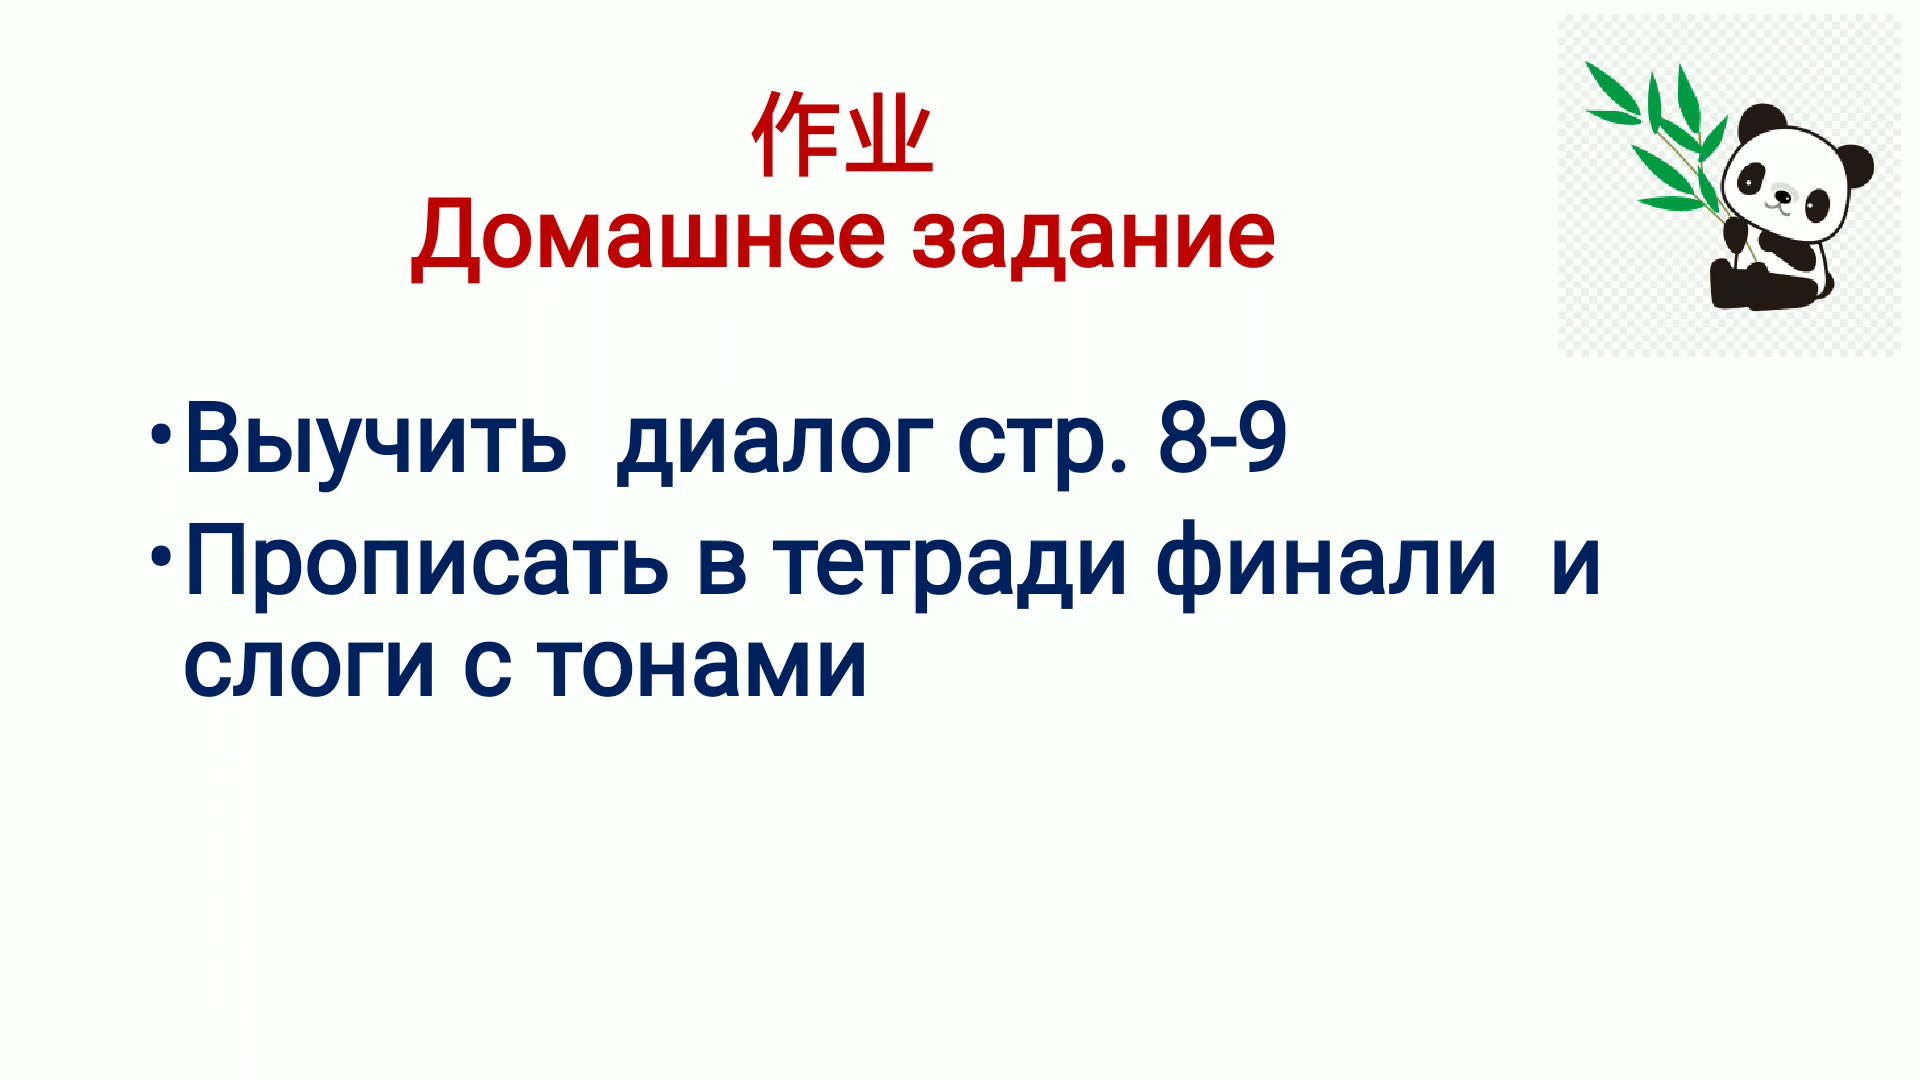 作业
Домашнее задание
•Выучить  диалог стр. 8-9
•Прописать в тетради финали  и
слоги с тонами